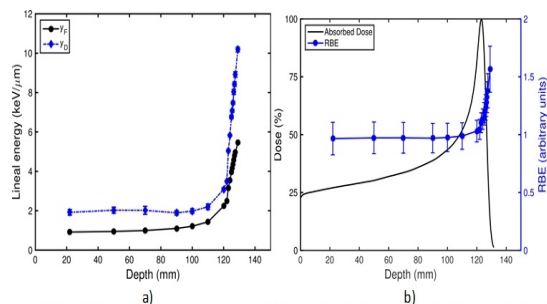 a)
b)
y_F
y_D
Lineal energy (keV/μm)
12
10
8
6
4
2
0
0 20 40 60 80 100 120 140
Depth (mm)
a)
Absorbed Dose
RBE
Dose (%)
100
75
50
25
0 20 40 60 80 100 120 140
Depth (mm)
RBE (arbitrary units)
2
1.5
1
0.5
0
b)